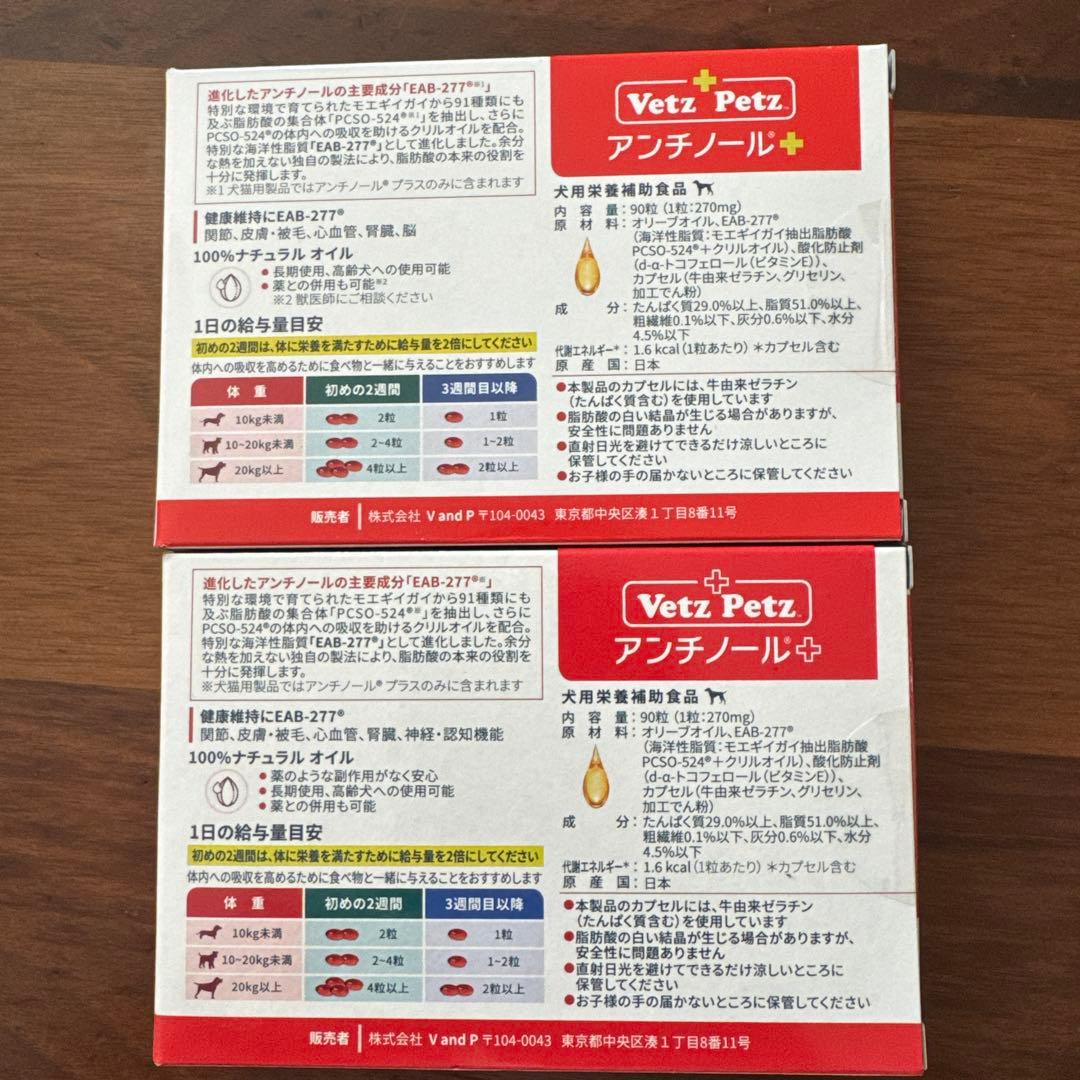 進化したアンチノールの主要成分「EAB-277®※1」
特別な環境で育てられたモエギイガイから91種類にも
及ぶ脂肪酸の集合体「PCSO-524®※1」を抽出し、さらに
PCSO-524®の体内への吸収を助けるクリルオイルを配合。
特別な海洋性脂質「EAB-277®」として進化しました。余分
な熱を加えない独自の製法により、脂肪酸の本来の役割を
十分に発揮します。
※1 犬猫用製品ではアンチノール® プラスのみに含まれます
健康維持にEAB-277®
関節、皮膚・被毛、心血管、腎臓、脳
100%ナチュラル オイル
●長期使用、高齢犬への使用可能
●薬との併用も可能※2
※2 獣医師にご相談ください
1日の給与量目安
初めの2週間は、体に栄養を満たすために給与量を2倍にしてください
体内への吸収を高めるために食べ物と一緒に与えることをおすすめします
体 重 初めの2週間 3週間目以降
10kg未満 2粒 1粒
10~20kg未満 2~4粒 1~2粒
20kg以上 4粒以上 2粒以上
Vetz Petz™
アンチノール®+
犬用栄養補助食品
内容量:90粒(1粒:270mg)
原材料:オリーブオイル、EAB-277®
(海洋性脂質:モエギイガイ抽出脂肪酸
PCSO-524®+クリルオイル)、酸化防止剤
(d-α-トコフェロール(ビタミンE))、
カプセル(牛由来ゼラチン、グリセリン、
加工でん粉)
成分:たんぱく質29.0%以上、脂質51.0%以上、
粗繊維0.1%以下、灰分0.6%以下、水分
4.5%以下
代謝エネルギー*:1.6 kcal(1粒あたり) *カプセル含む
原産国:日本
●本製品のカプセルには、牛由来ゼラチン
(たんぱく質含む)を使用しています
●脂肪酸の白い結晶が生じる場合がありますが、
安全性に問題ありません
●直射日光を避けてできるだけ涼しいところに
保管してください
●お子様の手の届かないところに保管してください
販売者 株式会社 V and P 〒104-0043 東京都中央区湊1丁目8番11号
進化したアンチノールの主要成分「EAB-277®※」
特別な環境で育てられたモエギイガイから91種類にも
及ぶ脂肪酸の集合体「PCSO-524®※」を抽出し、さらに
PCSO-524®の体内への吸収を助けるクリルオイルを配合。
特別な海洋性脂質「EAB-277®」として進化しました。余分
な熱を加えない独自の製法により、脂肪酸の本来の役割を
十分に発揮します。
※犬猫用製品ではアンチノール® プラスのみに含まれます
健康維持にEAB-277®
関節、皮膚・被毛、心血管、腎臓、神経・認知機能
100%ナチュラル オイル
●薬のような副作用がなく安心
●長期使用、高齢犬への使用可能
●薬との併用も可能
1日の給与量目安
初めの2週間は、体に栄養を満たすために給与量を2倍にしてください
体内への吸収を高めるために食べ物と一緒に与えることをおすすめします
体 重 初めの2週間 3週間目以降
10kg未満 2粒 1粒
10~20kg未満 2~4粒 1~2粒
20kg以上 4粒以上 2粒以上
Vetz Petz™
アンチノール®+
犬用栄養補助食品
内容量:90粒(1粒:270mg)
原材料:オリーブオイル、EAB-277®
(海洋性脂質:モエギイガイ抽出脂肪酸
PCSO-524®+クリルオイル)、酸化防止剤
(d-α-トコフェロール(ビタミンE))、
カプセル(牛由来ゼラチン、グリセリン、
加工でん粉)
成分:たんぱく質29.0%以上、脂質51.0%以上、
粗繊維0.1%以下、灰分0.6%以下、水分
4.5%以下
代謝エネルギー*:1.6 kcal(1粒あたり) *カプセル含む
原産国:日本
●本製品のカプセルには、牛由来ゼラチン
(たんぱく質含む)を使用しています
●脂肪酸の白い結晶が生じる場合がありますが、
安全性に問題ありません
●直射日光を避けてできるだけ涼しいところに
保管してください
●お子様の手の届かないところに保管してください
販売者 株式会社 V and P 〒104-0043 東京都中央区湊1丁目8番11号